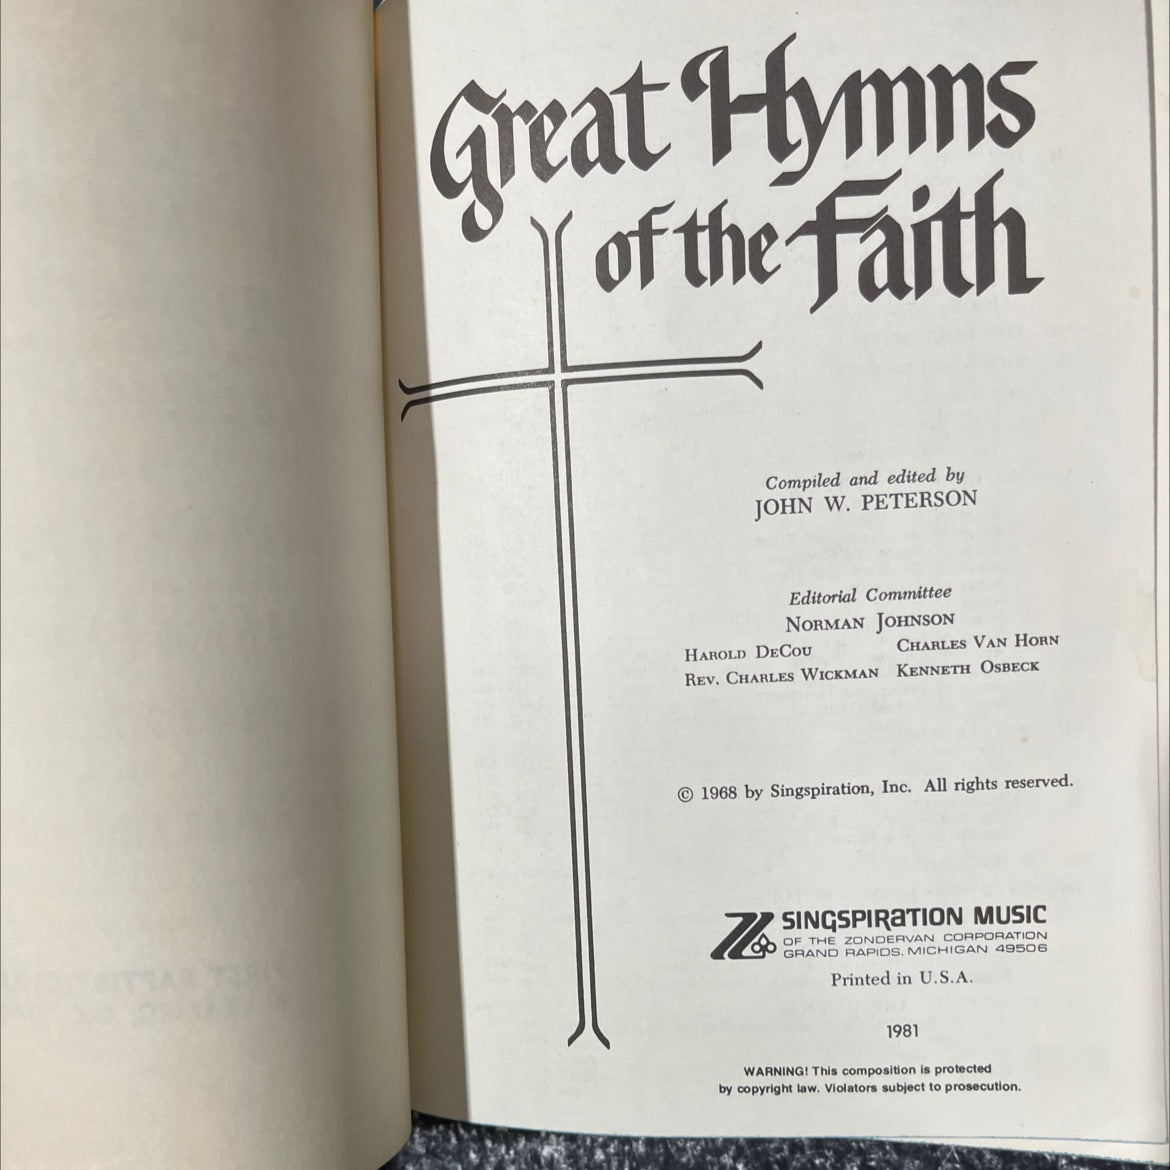 Great Hymns
of the Faith
Compiled and edited by
JOHN W. PETERSON
Editorial Committee
NORMAN JOHNSON
HAROLD DECOU CHARLES VAN HORN
REV. CHARLES WICKMAN KENNETH OSBECK
© 1968 by Singspiration, Inc. All rights reserved.
SINGSPIRATION MUSIC
OF THE ZONDERVAN CORPORATION
GRAND RAPIDS, MICHIGAN 49506
Printed in U.S.A.
1981
WARNING! This composition is protected
by copyright law. Violators subject to prosecution.